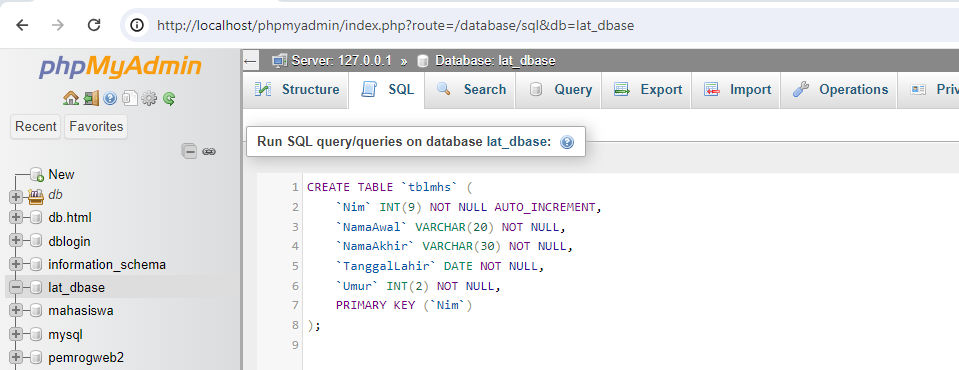 http://localhost/phpmyadmin/index.php?route=/database/sql&db=lat_dbase
phpMyAdmin
Recent Favorites
New
db
db.html
dblogin
information_schema
lat_dbase
mahasiswa
mysql
pemrogweb2
Server: 127.0.0.1 » Database: lat_dbase
Structure SQL Search Query Export Import Operations Priv
Run SQL query/queries on database lat_dbase:
1 CREATE TABLE `tblmhs` (
2 `Nim` INT(9) NOT NULL AUTO_INCREMENT,
3 `NamaAwal` VARCHAR(20) NOT NULL,
4 `NamaAkhir` VARCHAR(30) NOT NULL,
5 `TanggalLahir` DATE NOT NULL,
6 `Umur` INT(2) NOT NULL,
7 PRIMARY KEY (`Nim`)
8 );
9